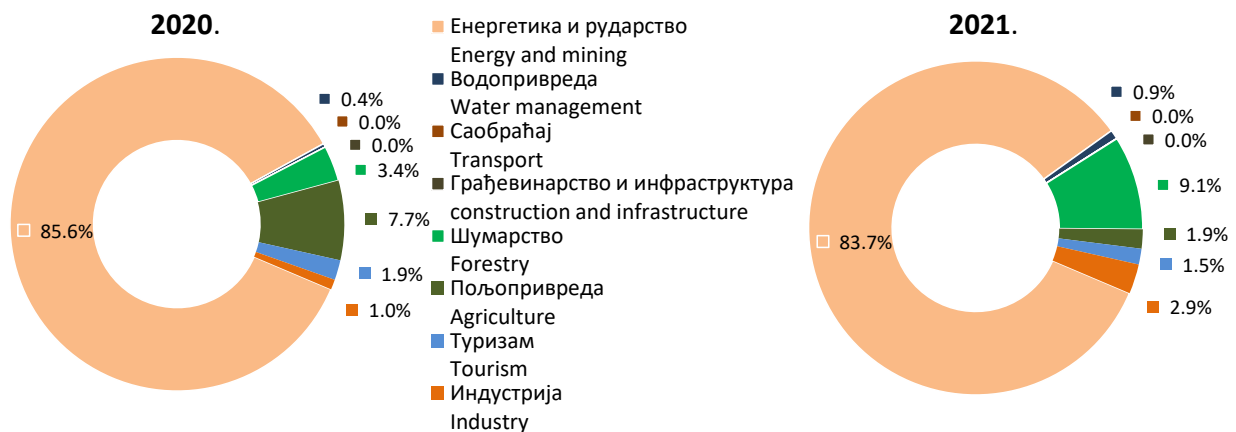 2020.
0.4%
0.0%
0.0%
3.4%
7.7%
1.9%
1.0%
85.6%
Енергетика и рударство
Energy and mining
Водопривреда
Water management
Саобраћај
Transport
Грађевинарство и инфраструктура
construction and infrastructure
Шумарство
Forestry
Пољопривреда
Agriculture
Туризам
Tourism
Индустрија
Industry
2021.
0.9%
0.0%
0.0%
9.1%
1.9%
1.5%
2.9%
83.7%